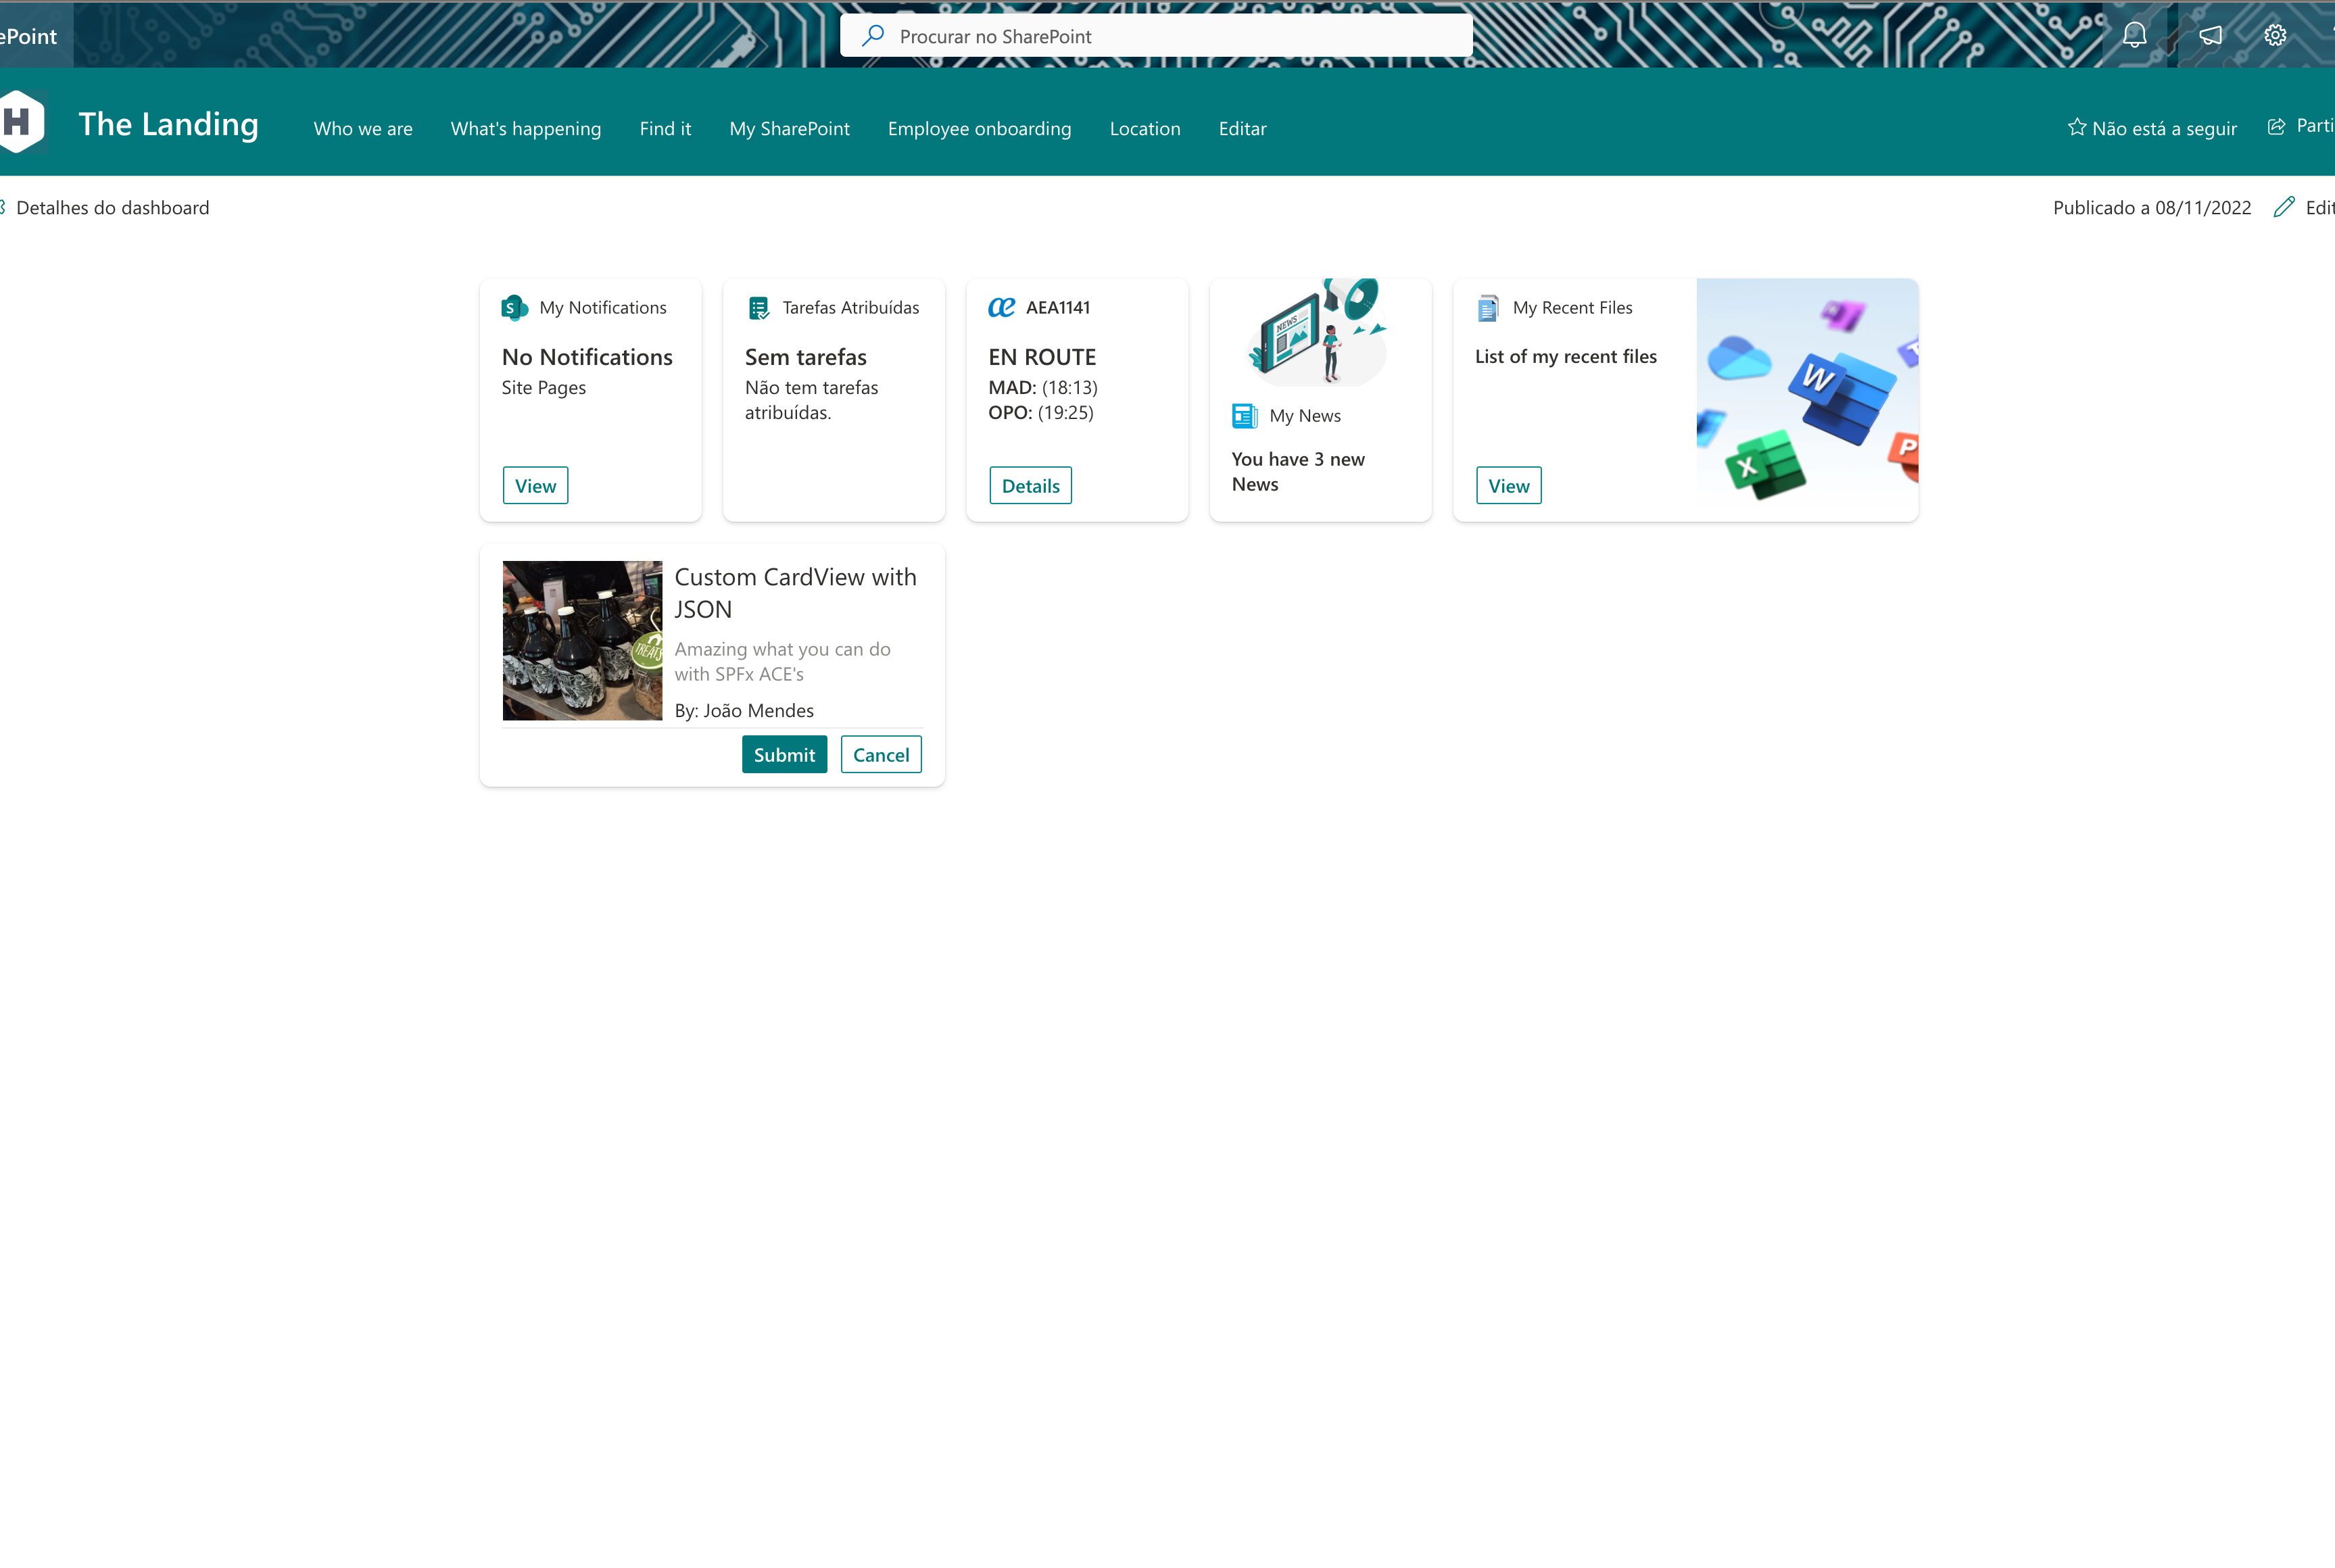 ePoint
Procurar no SharePoint
H
The Landing
Who we are
What's happening
Find it
My SharePoint
Employee onboarding
Location
Editar
Não está a seguir
Parti
Detalhes do dashboard
Publicado a 08/11/2022
Edit
S
My Notifications
No Notifications
Site Pages
View
Tarefas Atribuídas
Sem tarefas
Não tem tarefas
atribuídas.
ae
AEA1141
EN ROUTE
MAD: (18:13)
OPO: (19:25)
Details
NEWS
My News
You have 3 new
News
My Recent Files
List of my recent files
View
W
X
P
T
TREATS
Custom CardView with
JSON
Amazing what you can do
with SPFx ACE's
By: João Mendes
Submit
Cancel